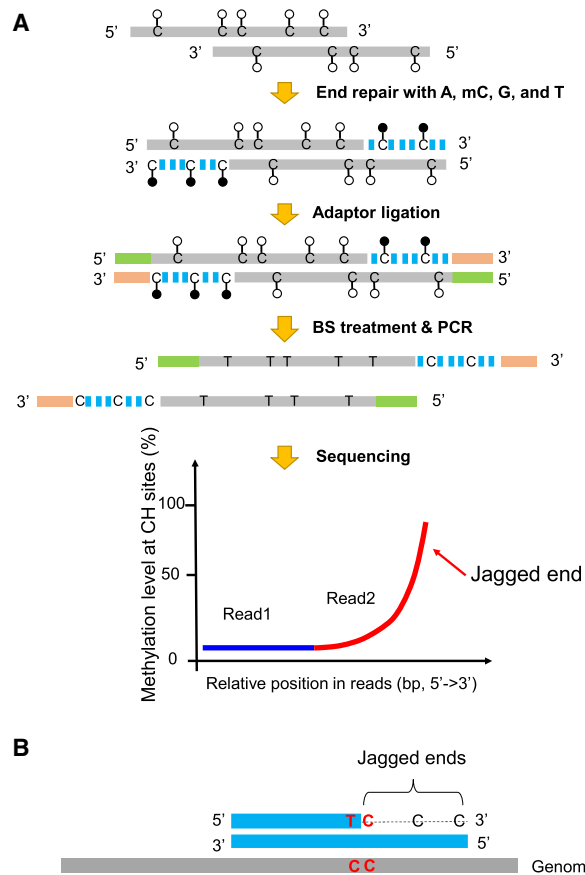 A
5’ C C C C C 3’
3’ C C C C 5’
End repair with A, mC, G, and T
C C C C C C C 3’
3’ C C C C C C C 5’
Adaptor ligation
5’ C C C C C C C 3’
3’ C C C C C C C 5’
BS treatment & PCR
5’ T T T T T C C 3’
3’ C C C T T T T 5’
Sequencing
Methylation level at CH sites (%)
100
50
0
Read1
Read2
Jagged end
Relative position in reads (bp, 5’->3’)
B
Jagged ends
5’ T C C C 3’
3’ 5’
C C Genom